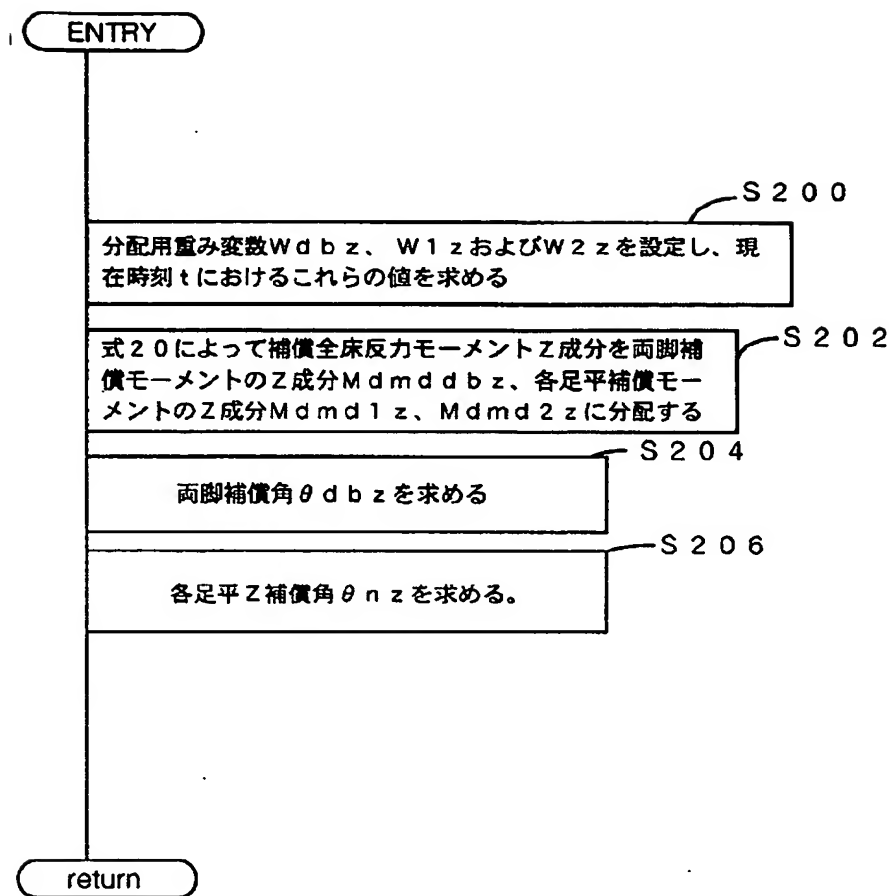 ENTRY
S200
分配用重み変数Wdbz、W1zおよびW2zを設定し、現
在時刻tにおけるこれらの値を求める
S202
式20によって補償全床反力モーメントZ成分を両脚補
償モーメントのZ成分Mdmddbz、各足平補償モー
メントのZ成分Mdmd1z、Mdmd2zに分配する
S204
両脚補償角θdbzを求める
S206
各足平Z補償角θnzを求める。
return